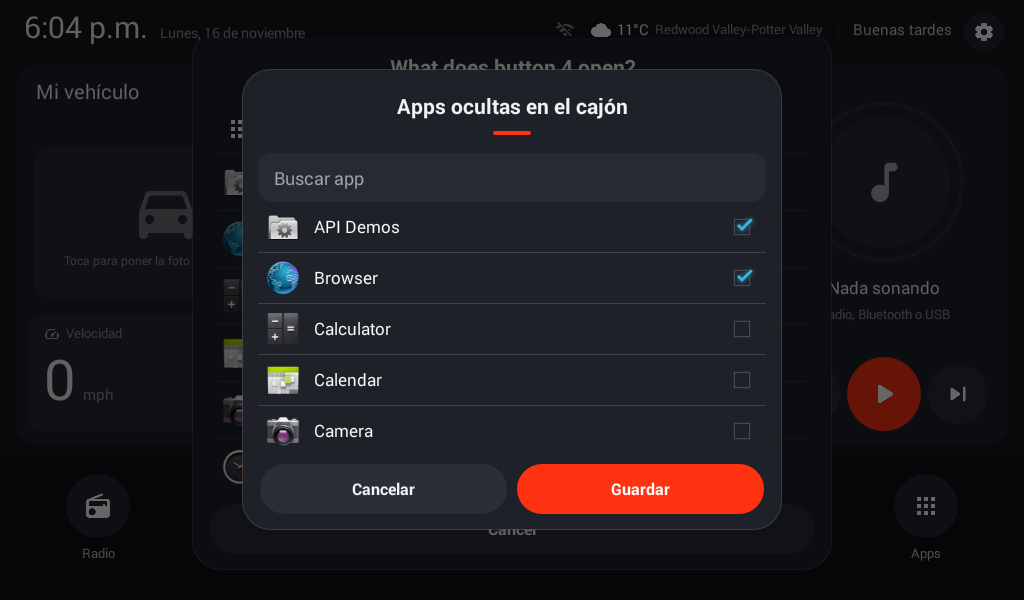 6:04 p.m. Lunes, 16 de noviembre
11°C Redwood Valley-Potter Valley
Buenas tardes
What does button 4 open?
Mi vehículo
Toca para poner la foto
Velocidad
0 mph
Apps ocultas en el cajón
Buscar app
API Demos
Browser
Calculator
Calendar
Camera
Cancelar
Guardar
Cancel
Nada sonando
adio, Bluetooth o USB
Radio
Apps